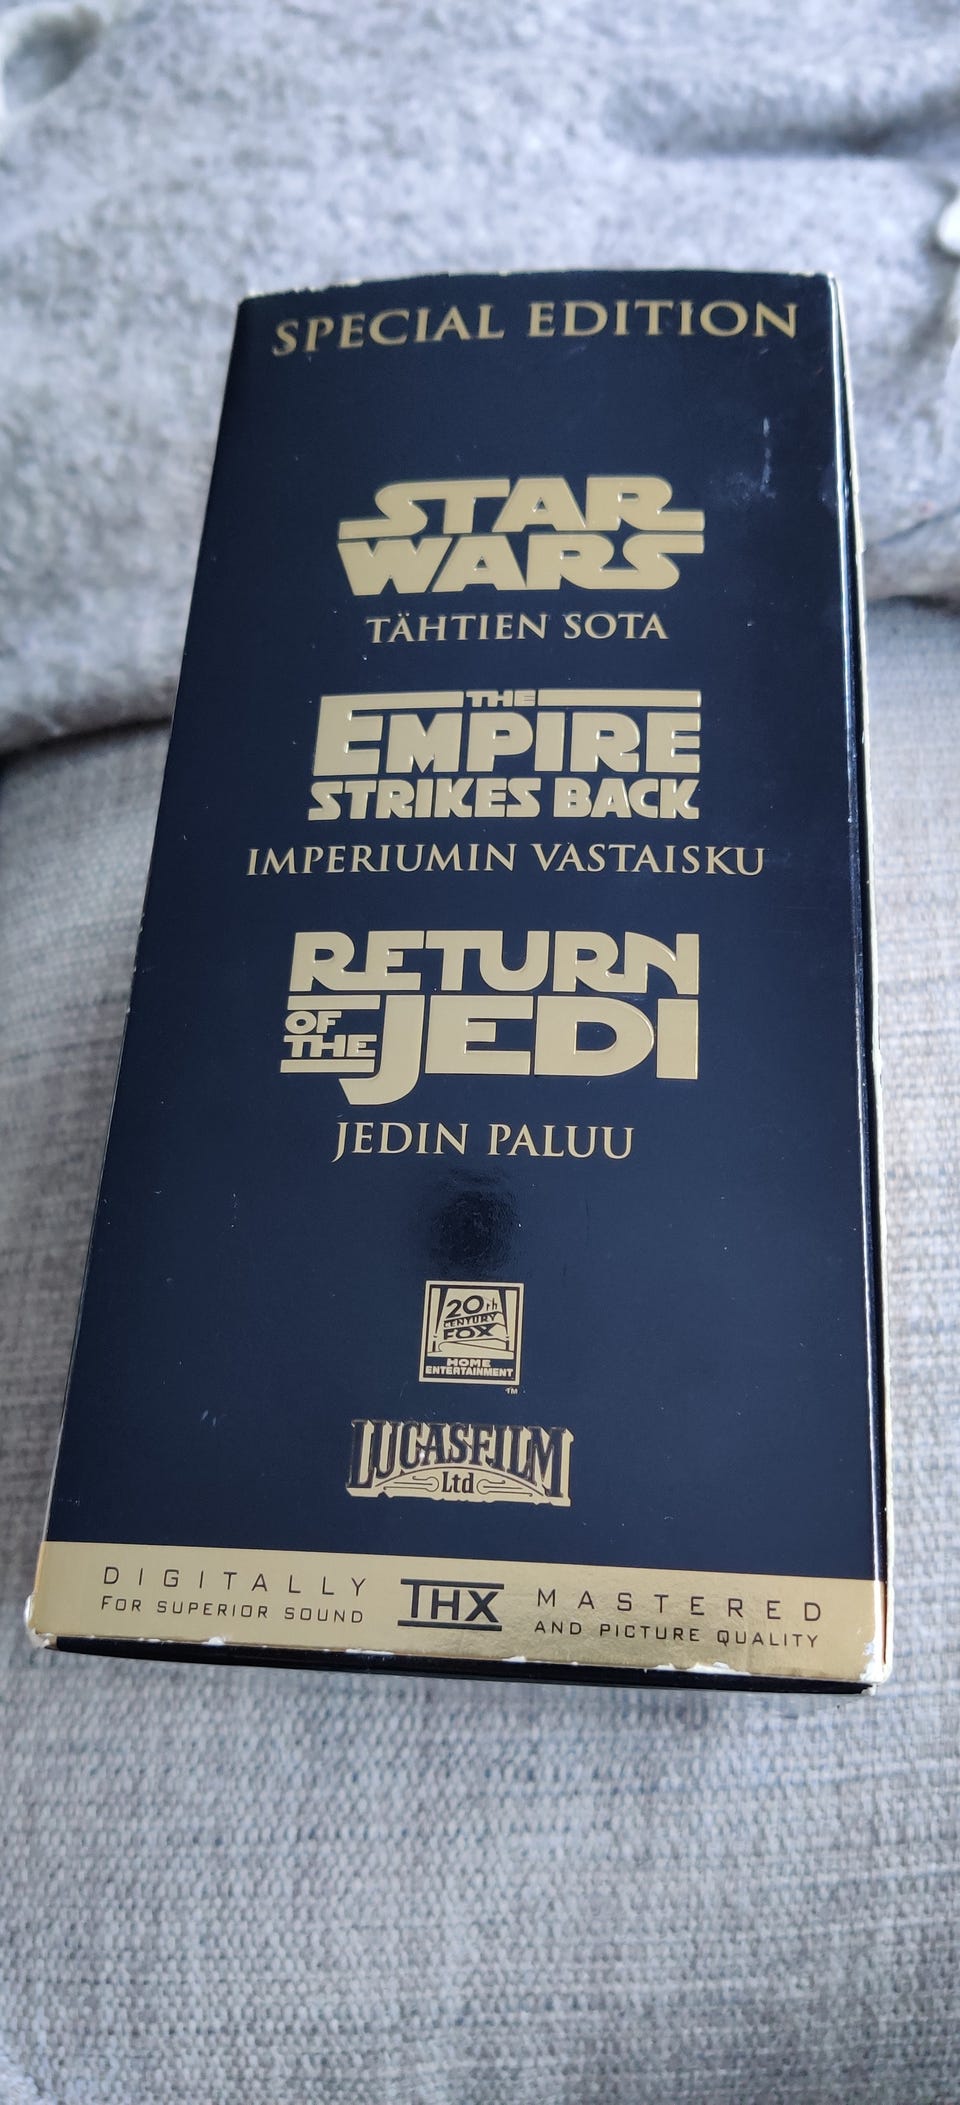 SPECIAL EDITION
STAR
WARS
TÄHTIEN SOTA
THE
EMPIRE
STRIKES BACK
IMPERIUMIN VASTAISKU
RETURN
OF THE JEDI
JEDIN PALUU
20th
CENTURY
FOX
HOME
ENTERTAINMENT
TM
LUCASFILM
Ltd
DIGITALLY THX MASTERED
FOR SUPERIOR SOUND AND PICTURE QUALITY